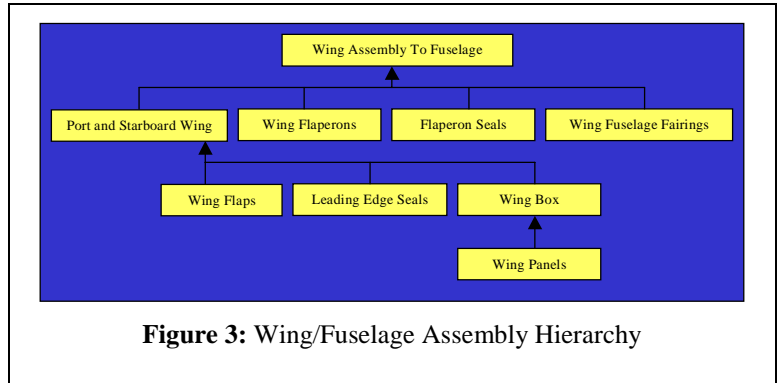 Wing Assembly To Fuselage
Port and Starboard Wing
Wing Flaperons
Flaperon Seals
Wing Fuselage Fairings
Wing Flaps
Leading Edge Seals
Wing Box
Wing Panels
Figure 3: Wing/Fuselage Assembly Hierarchy